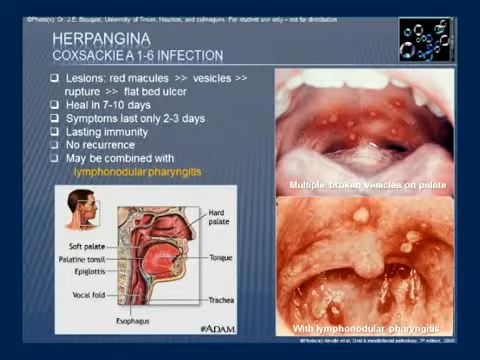 ©Photo(s): Dr. J.E. Bouquot, University of Texas, Houston, and colleagues. For student use only – not for distribution
HERPANGINA
COXSACKIE A 1-6 INFECTION
Lesions: red macules >> vesicles >>
rupture >> flat bed ulcer
Heal in 7-10 days
Symptoms last only 2-3 days
Lasting immunity
No recurrence
May be combined with
lymphonodular pharyngitis
Multiple broken vesicles on palate
Hard
palate
Soft palate
Palatine tonsil
Epiglottis
Tongue
Vocal fold
Trachea
Esophagus
ADAM.
With lymphonodular pharyngitis
©Photo(s): Neville et al; Oral & maxillofacial pathology, 3rd edition, 2008